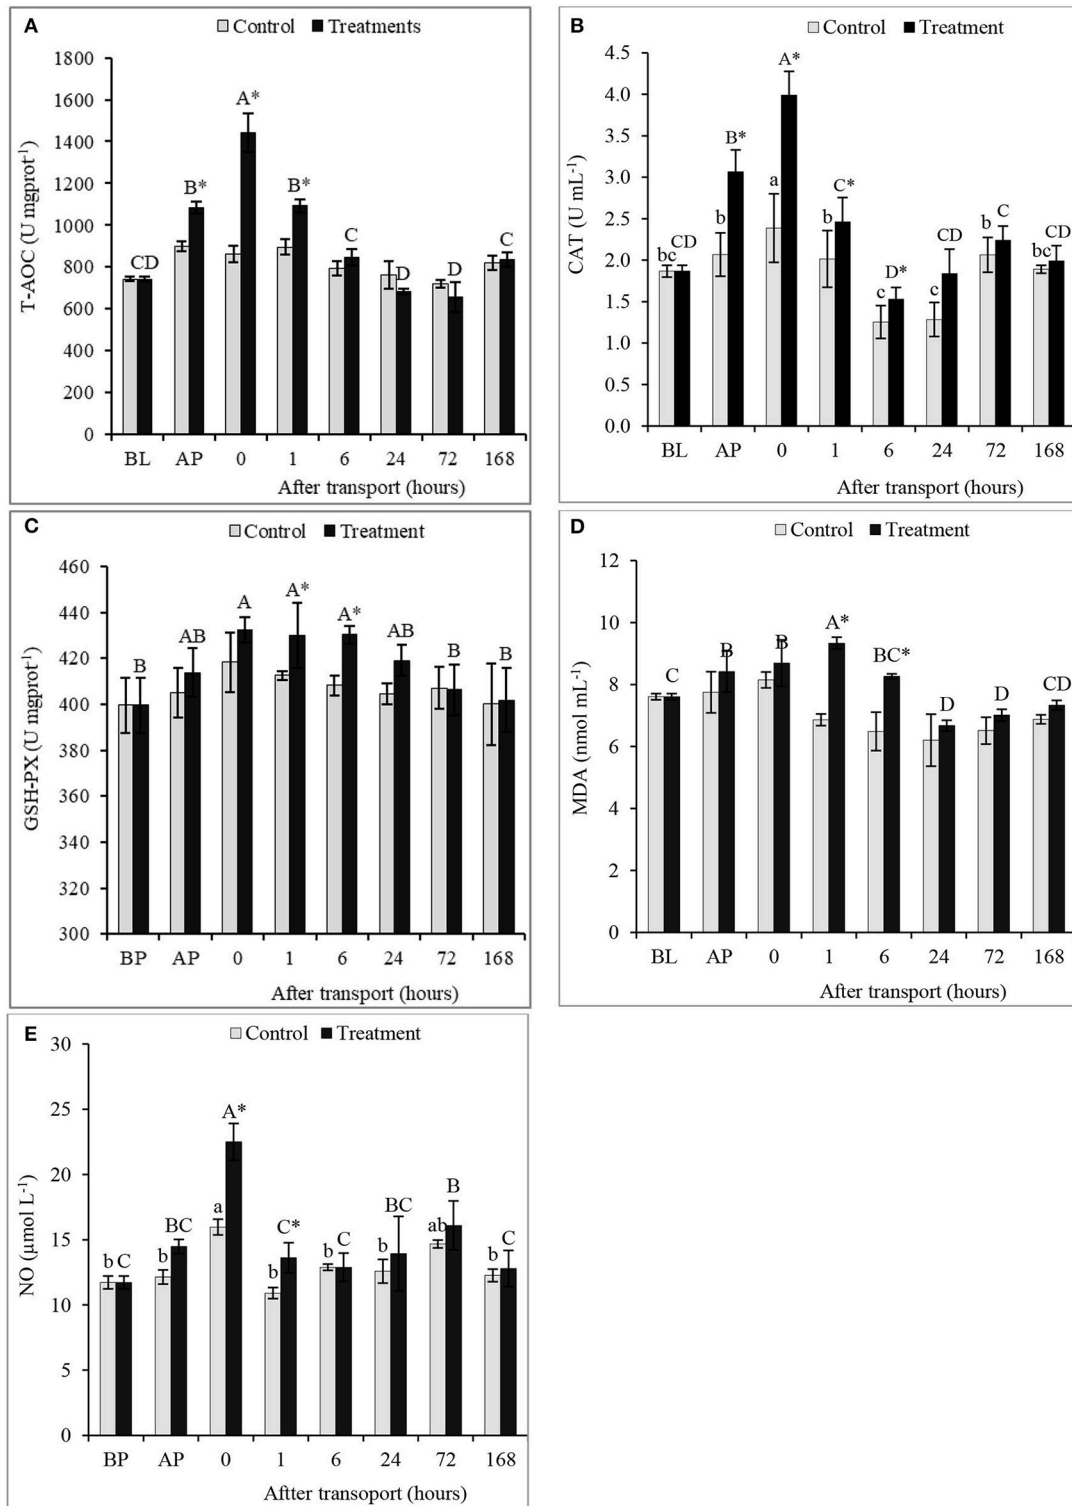 A
Control Treatments
1800
1600
1400
1200
1000
800
600
400
200
0
T-AOC (U mgprot-1)
CD B* A* B* C D D C
BL AP 0 1 6 24 72 168
After transport (hours)
B
Control Treatment
4.5
4.0
3.5
3.0
2.5
2.0
1.5
1.0
0.5
0.0
CAT (U mL-1)
bc CD b B* a A* b C* c D* c CD b C bc CD
BL AP 0 1 6 24 72 168
After transport (hours)
C
Control Treatment
460
440
420
400
380
360
340
320
300
GSH-PX (U mgprot-1)
B AB A A* A* AB B B
BP AP 0 1 6 24 72 168
After transport (hours)
D
Control Treatment
12
10
8
6
4
2
0
MDA (nmol mL-1)
C B B A* BC* D D CD
BL AP 0 1 6 24 72 168
After transport (hours)
E
Control Treatment
30
25
20
15
10
5
0
NO (µmol L-1)
b C b BC a A* b C* b C b BC ab B b C
BP AP 0 1 6 24 72 168
Aftter transoport (hours)